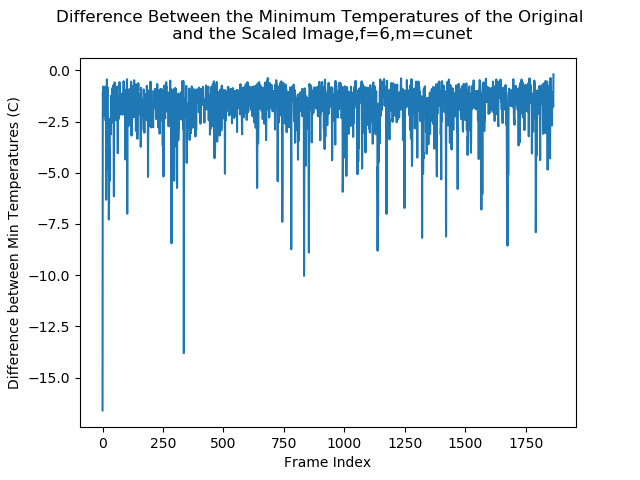 Difference Between the Minimum Temperatures of the Original
and the Scaled Image,f=6,m=cunet
0.0
−2.5
−5.0
−7.5
−10.0
−12.5
−15.0
Difference between Min Temperatures (C)
0 250 500 750 1000 1250 1500 1750
Frame Index